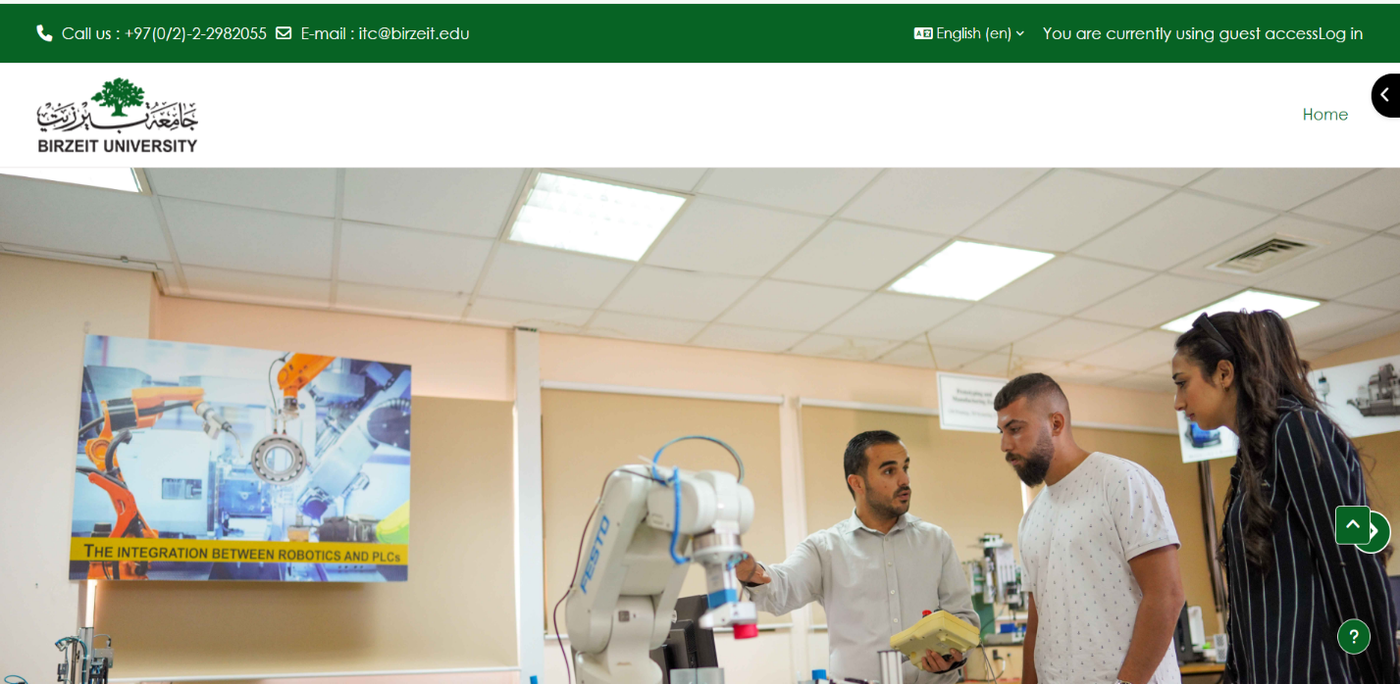 Call us : +97(0/2)-2-2982055 E-mail : itc@birzeit.edu
English (en) You are currently using guest accessLog in
جامعة بيرزيت
BIRZEIT UNIVERSITY
Home
THE INTEGRATION BETWEEN ROBOTICS AND PLCs
FESTO
?